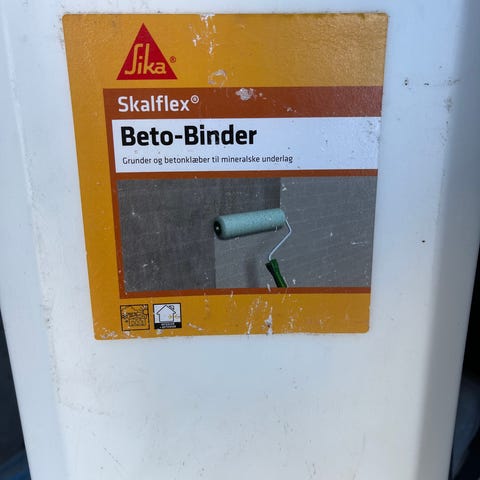 Sika®
Skalflex®
Beto-Binder
Grunder og betonklæber til mineralske underlag